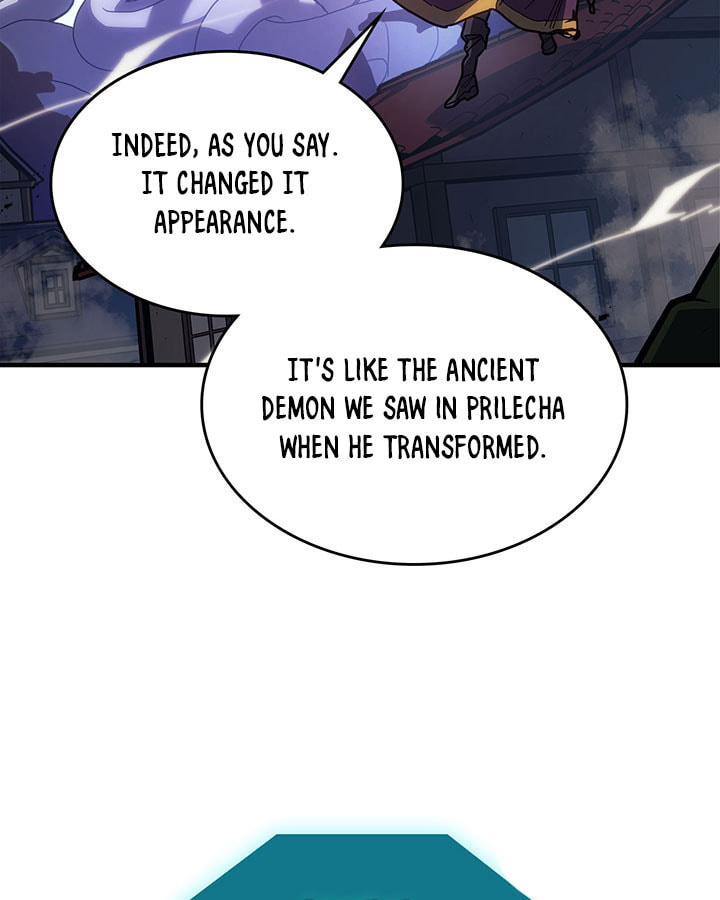 INDEED, AS YOU SAY.
IT CHANGED IT
APPEARANCE.
IT'S LIKE THE ANCIENT
DEMON WE SAW IN PRILECHA
WHEN HE TRANSFORMED.